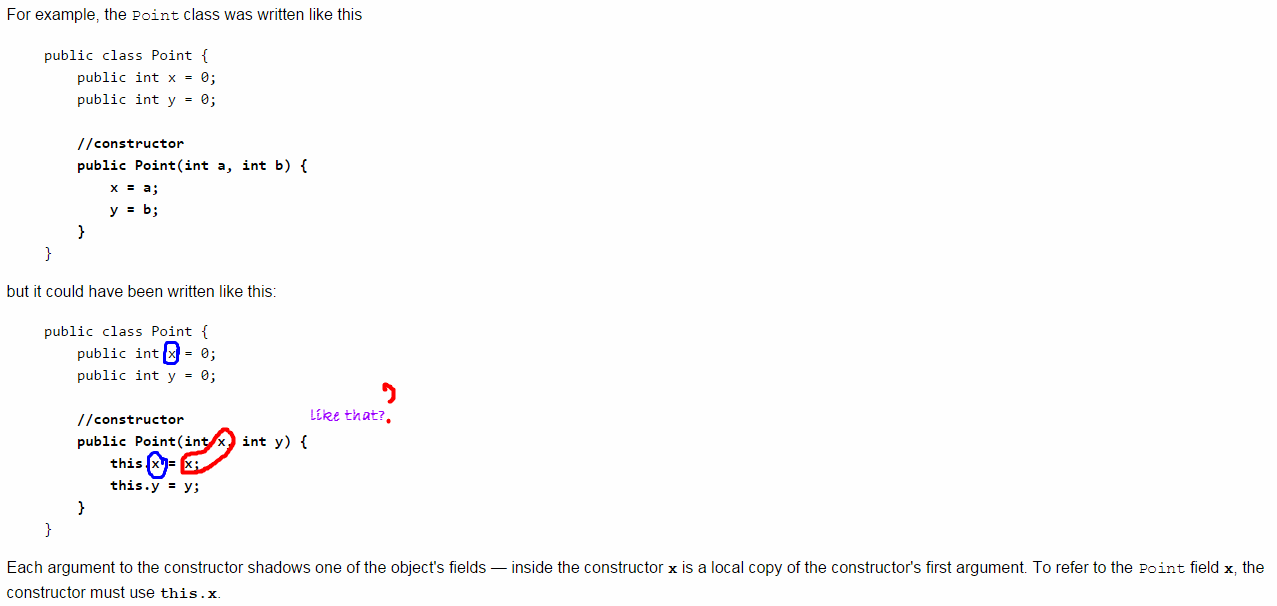 For example, the Point class was written like this
public class Point {
public int x = 0;
public int y = 0;
//constructor
public Point(int a, int b) {
x = a;
y = b;
}
}
but it could have been written like this:
public class Point {
public int x = 0;
public int y = 0;
like that?
//constructor
public Point(int x, int y) {
this.x = x;
this.y = y;
}
}
Each argument to the constructor shadows one of the object's fields — inside the constructor x is a local copy of the constructor's first argument. To refer to the Point field x, the
constructor must use this.x.